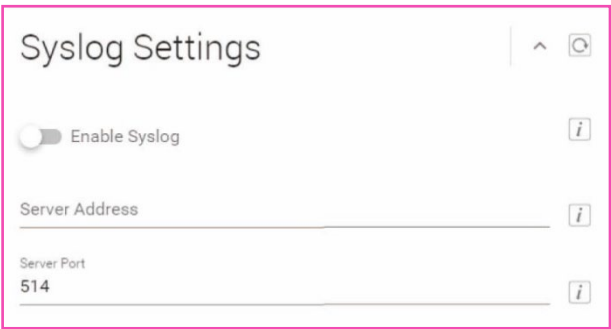 Syslog Settings
Enable Syslog
i
Server Address
i
Server Port
514
i